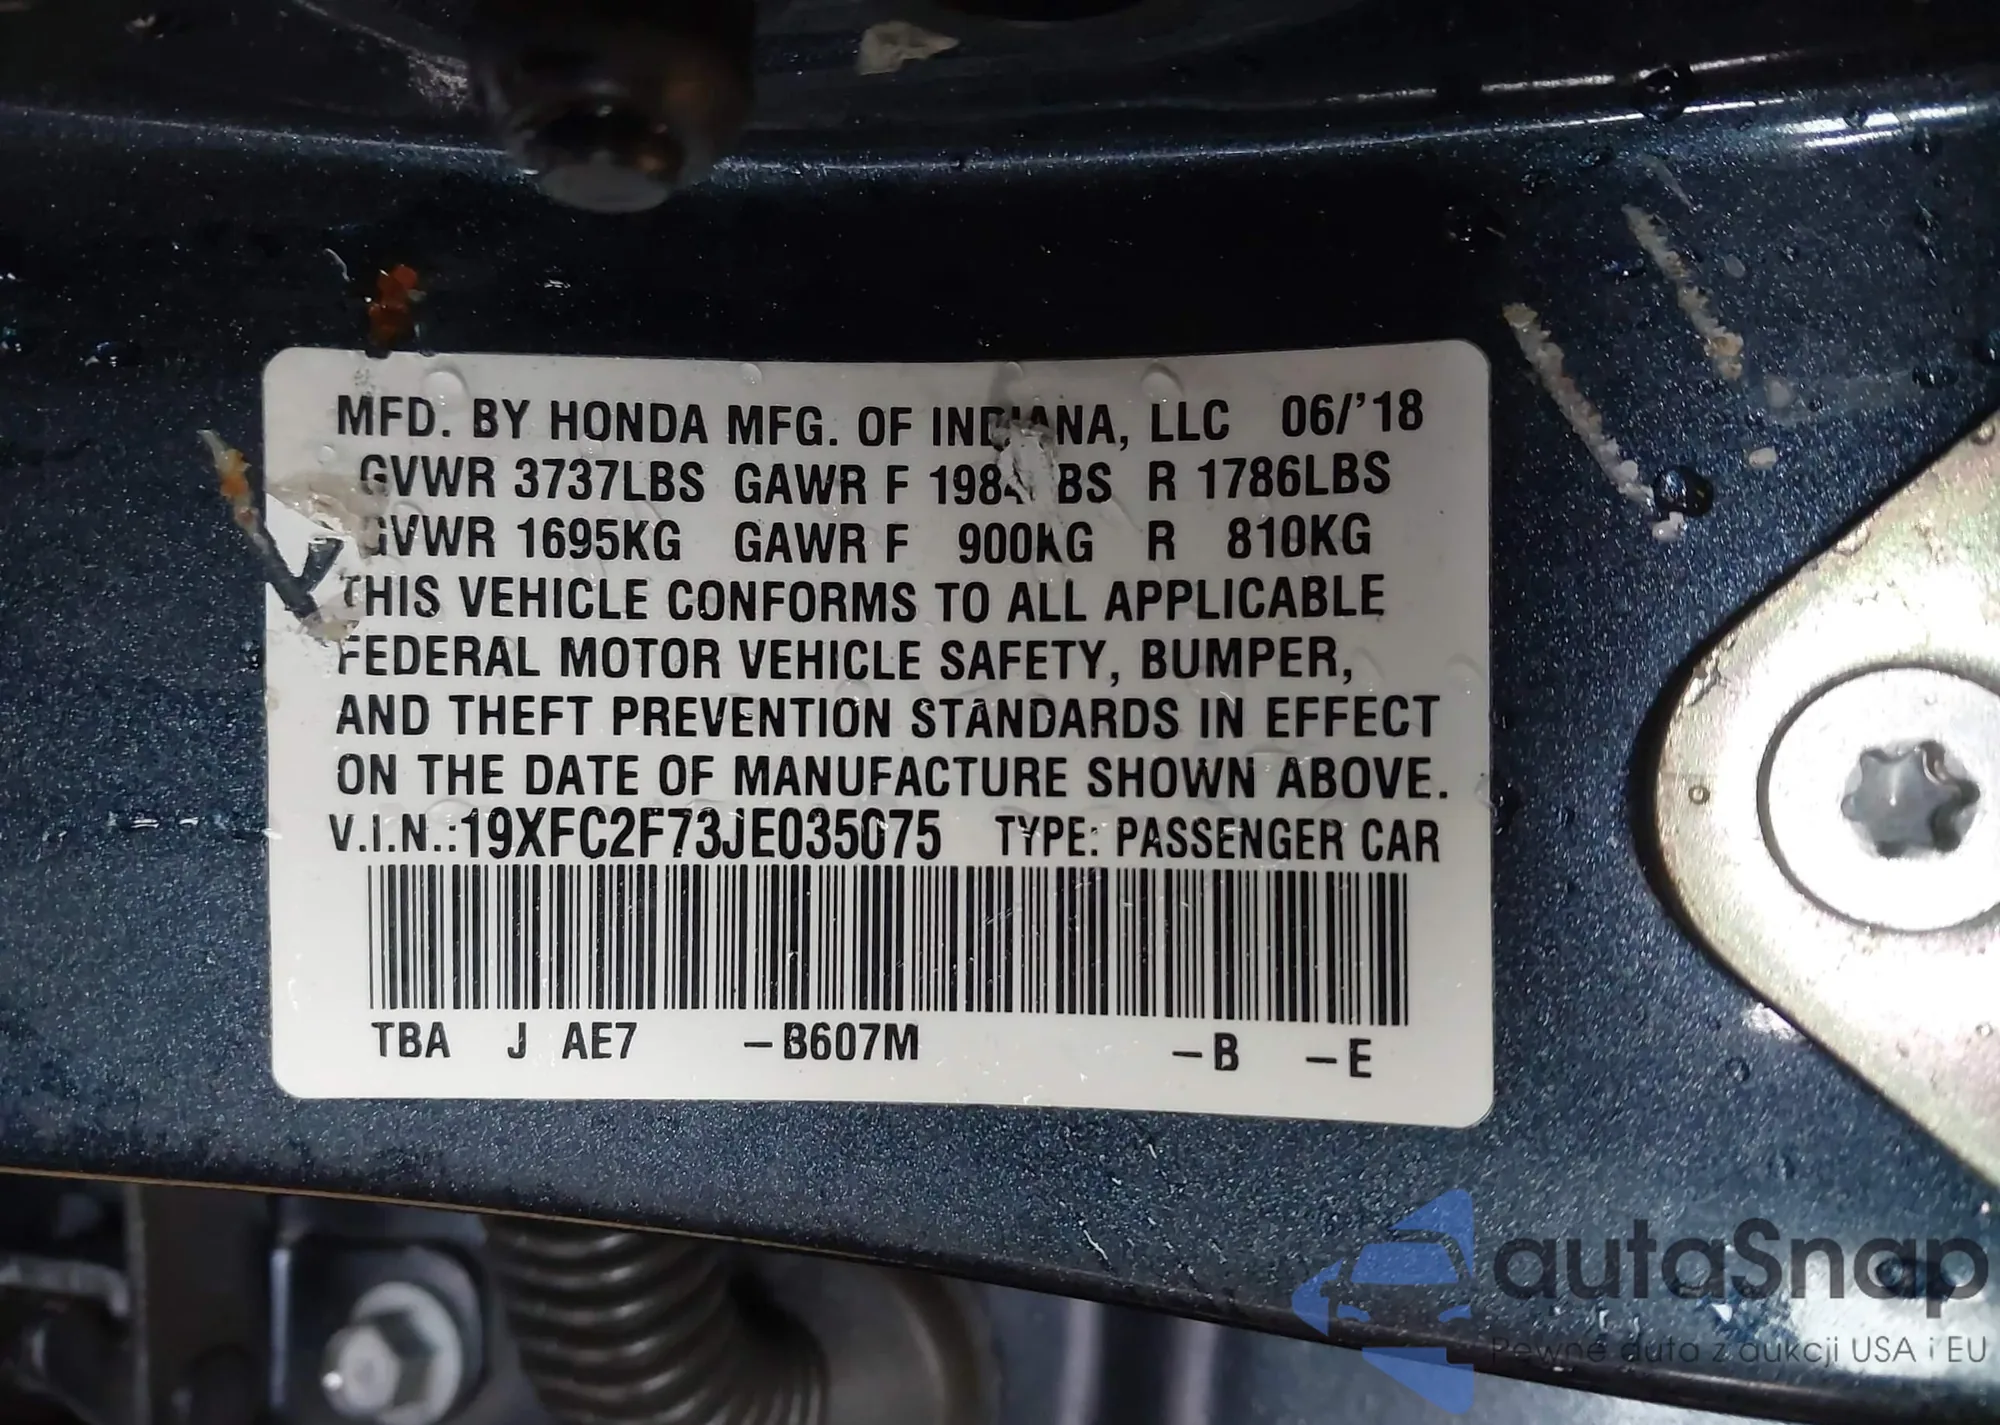 MFD. BY HONDA MFG. OF INDIANA, LLC 06/'18
GVWR 3737LBS GAWR F R 1786LBS
GVWR 1695KG GAWR F 900KG R 810KG
THIS VEHICLE CONFORMS TO ALL APPLICABLE
FEDERAL MOTOR VEHICLE SAFETY, BUMPER,
AND THEFT PREVENTION STANDARDS IN EFFECT
ON THE DATE OF MANUFACTURE SHOWN ABOVE.
V.I.N.:19XFC2F73JE035075 TYPE: PASSENGER CAR
TBA J AE7 -B607M -B -E
autaSnap
Pewne auta z aukcji USA i EU